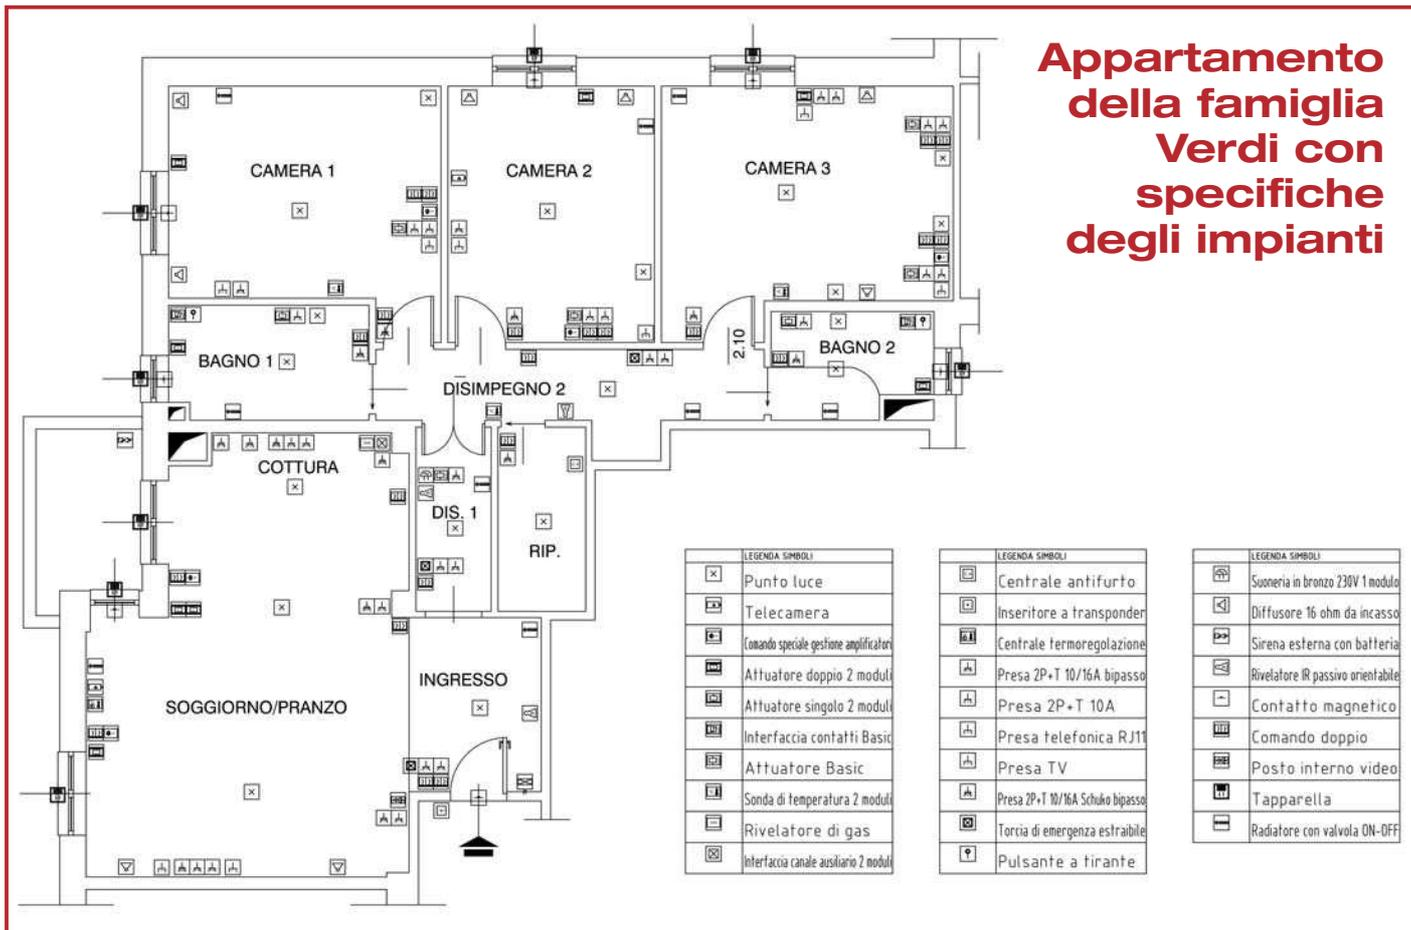 Appartamento
della famiglia
Verdi con
specifiche
degli impianti
CAMERA 1
CAMERA 2
CAMERA 3
BAGNO 1
2.10
BAGNO 2
DISIMPEGNO 2
COTTURA
DIS. 1
RIP.
INGRESSO
SOGGIORNO/PRANZO
LEGENDA SIMBOLI
Punto luce
Telecamera
Comando speciale gestione amplificatori
Attuatore doppio 2 moduli
Attuatore singolo 2 moduli
Interfaccia contatti Basic
Attuatore Basic
Sonda di temperatura 2 moduli
Rivelatore di gas
Interfaccia canale ausiliario 2 moduli
LEGENDA SIMBOLI
Centrale antifurto
Inseritore a transponder
Centrale termoregolazione
Presa 2P+T 10/16A bipasso
Presa 2P+T 10A
Presa telefonica RJ11
Presa TV
Presa 2P+T 10/16A Schuko bipasso
Torcia di emergenza estraibile
Pulsante a tirante
LEGENDA SIMBOLI
Suoneria in bronzo 230V 1 modulo
Diffusore 16 ohm da incasso
Sirena esterna con batteria
Rivelatore IR passivo orientabile
Contatto magnetico
Comando doppio
Posto interno video
Tapparella
Radiatore con valvola ON-OFF